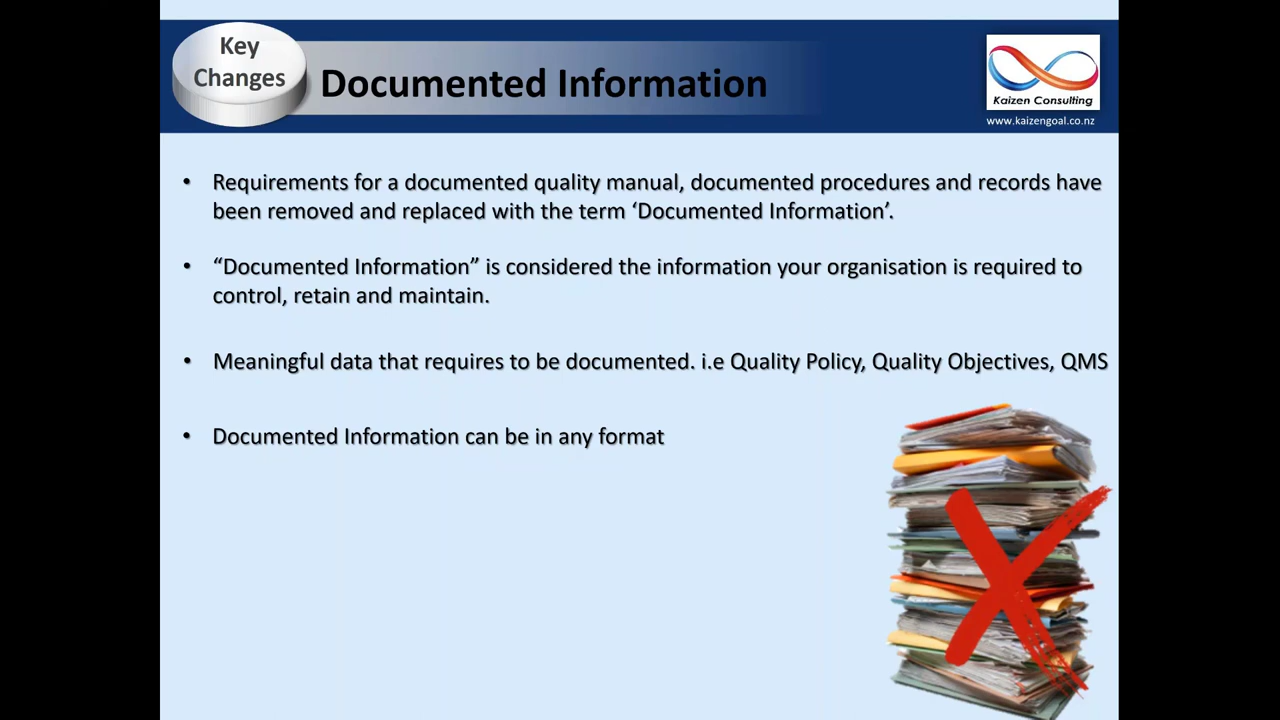 Key
Changes
Documented Information
Kaizen Consulting
www.kaizengoal.co.nz
• Requirements for a documented quality manual, documented procedures and records have
been removed and replaced with the term ‘Documented Information’.
• “Documented Information” is considered the information your organisation is required to
control, retain and maintain.
• Meaningful data that requires to be documented. i.e Quality Policy, Quality Objectives, QMS
• Documented Information can be in any format